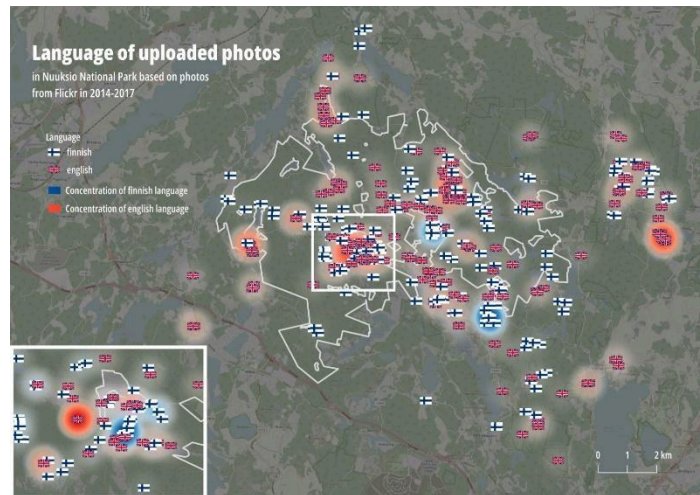 Language of uploaded photos
in Nuuksio National Park based on photos
from Flickr in 2014-2017
Language
finnish
english
Concentration of finnish language
Concentration of english language
0 1 2 km